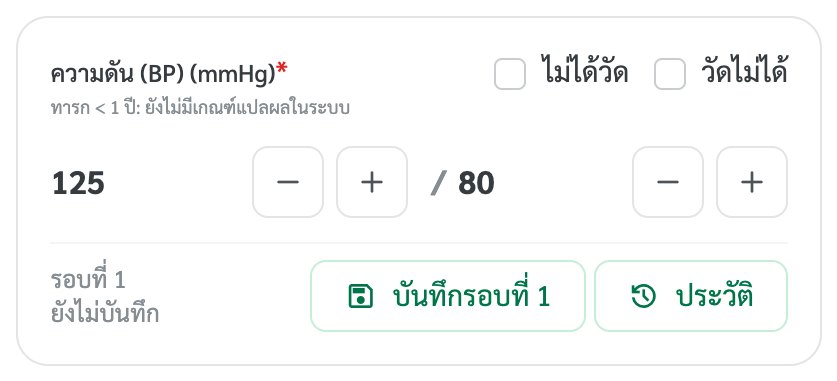 ความดัน (BP) (mmHg)*
ไม่ได้วัด
วัดไม่ได้
ทารก < 1 ปี: ยังไม่มีเกณฑ์แปลผลในระบบ
125 − + / 80 − +
รอบที่ 1
ยังไม่บันทึก
บันทึกรอบที่ 1
ประวัติ